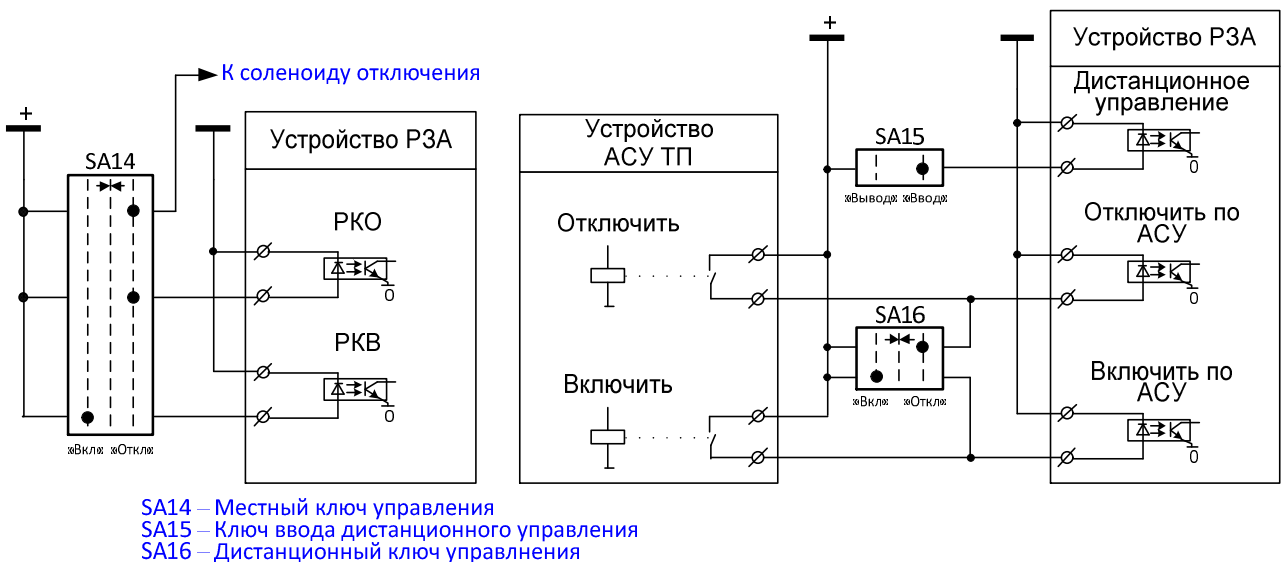 К соленоиду отключения
+
SA14
»Вкл« »Откл«
Устройство РЗА
РКО
0
РКВ
0
Устройство
АСУ ТП
Отключить
Включить
+
SA15
»Вывод« »Ввод«
SA16
»Вкл« »Откл«
Устройство РЗА
Дистанционное
управление
0
Отключить по
АСУ
0
Включить по
АСУ
0
SA14 – Местный ключ управления
SA15 – Ключ ввода дистанционного управления
SA16 – Дистанционный ключ управлнения